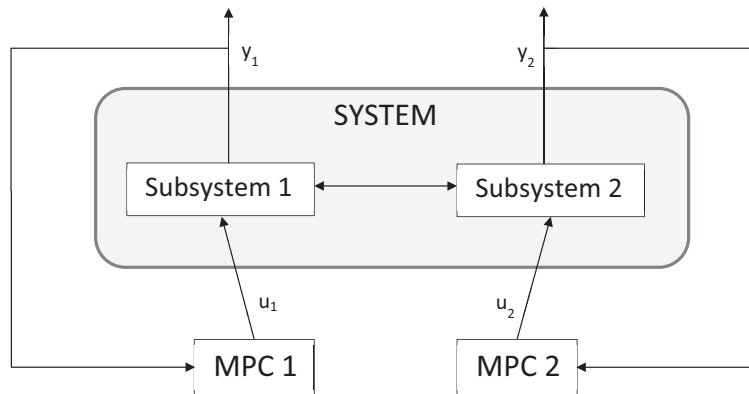 y₁
y₂
SYSTEM
Subsystem 1
Subsystem 2
u₁
u₂
MPC 1
MPC 2